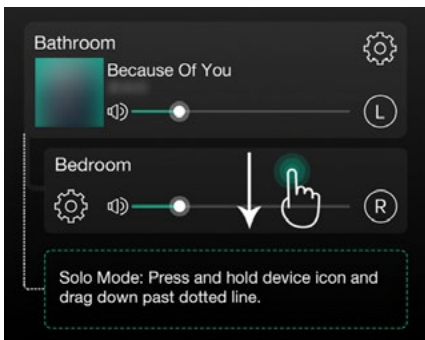 Bathroom
Because Of You
L
Bedroom
R
Solo Mode: Press and hold device icon and
drag down past dotted line.